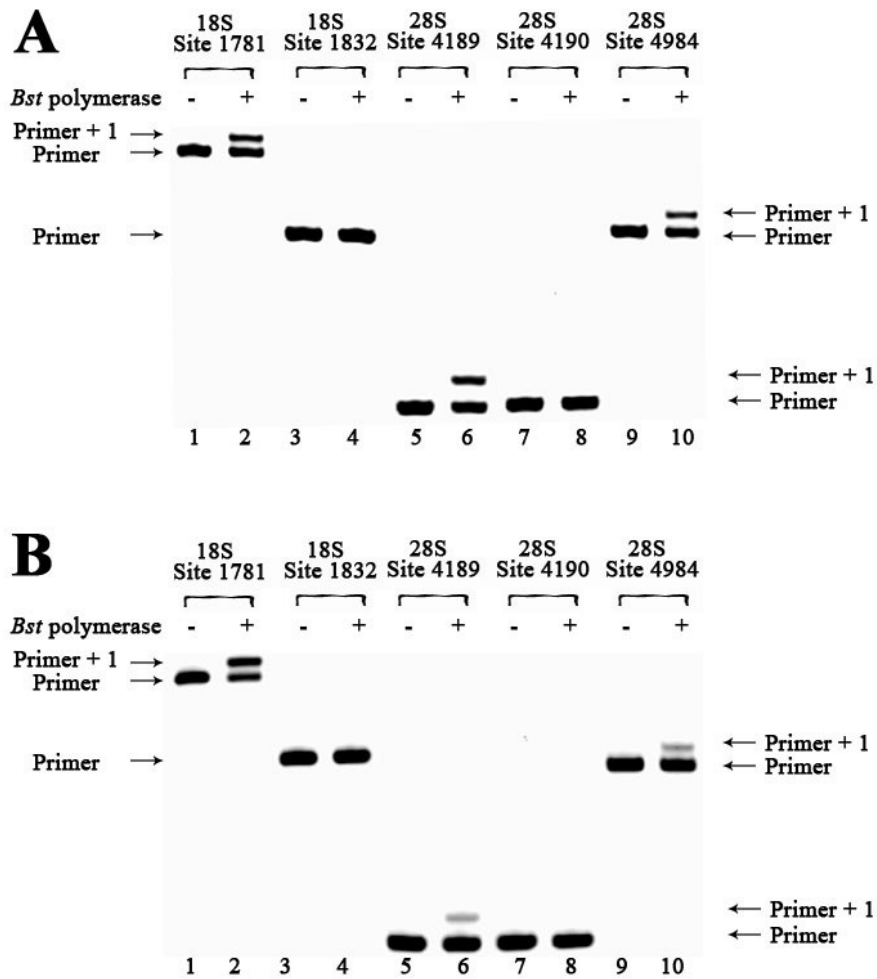 A
18S 18S 28S 28S 28S
Site 1781 Site 1832 Site 4189 Site 4190 Site 4984
Bst polymerase - + - + - + - + - +
Primer + 1 →
Primer →
← Primer + 1
Primer → ← Primer
← Primer + 1
← Primer
1 2 3 4 5 6 7 8 9 10
B
18S 18S 28S 28S 28S
Site 1781 Site 1832 Site 4189 Site 4190 Site 4984
Bst polymerase - + - + - + - + - +
Primer + 1 →
Primer →
← Primer + 1
Primer → ← Primer
← Primer + 1
← Primer
1 2 3 4 5 6 7 8 9 10